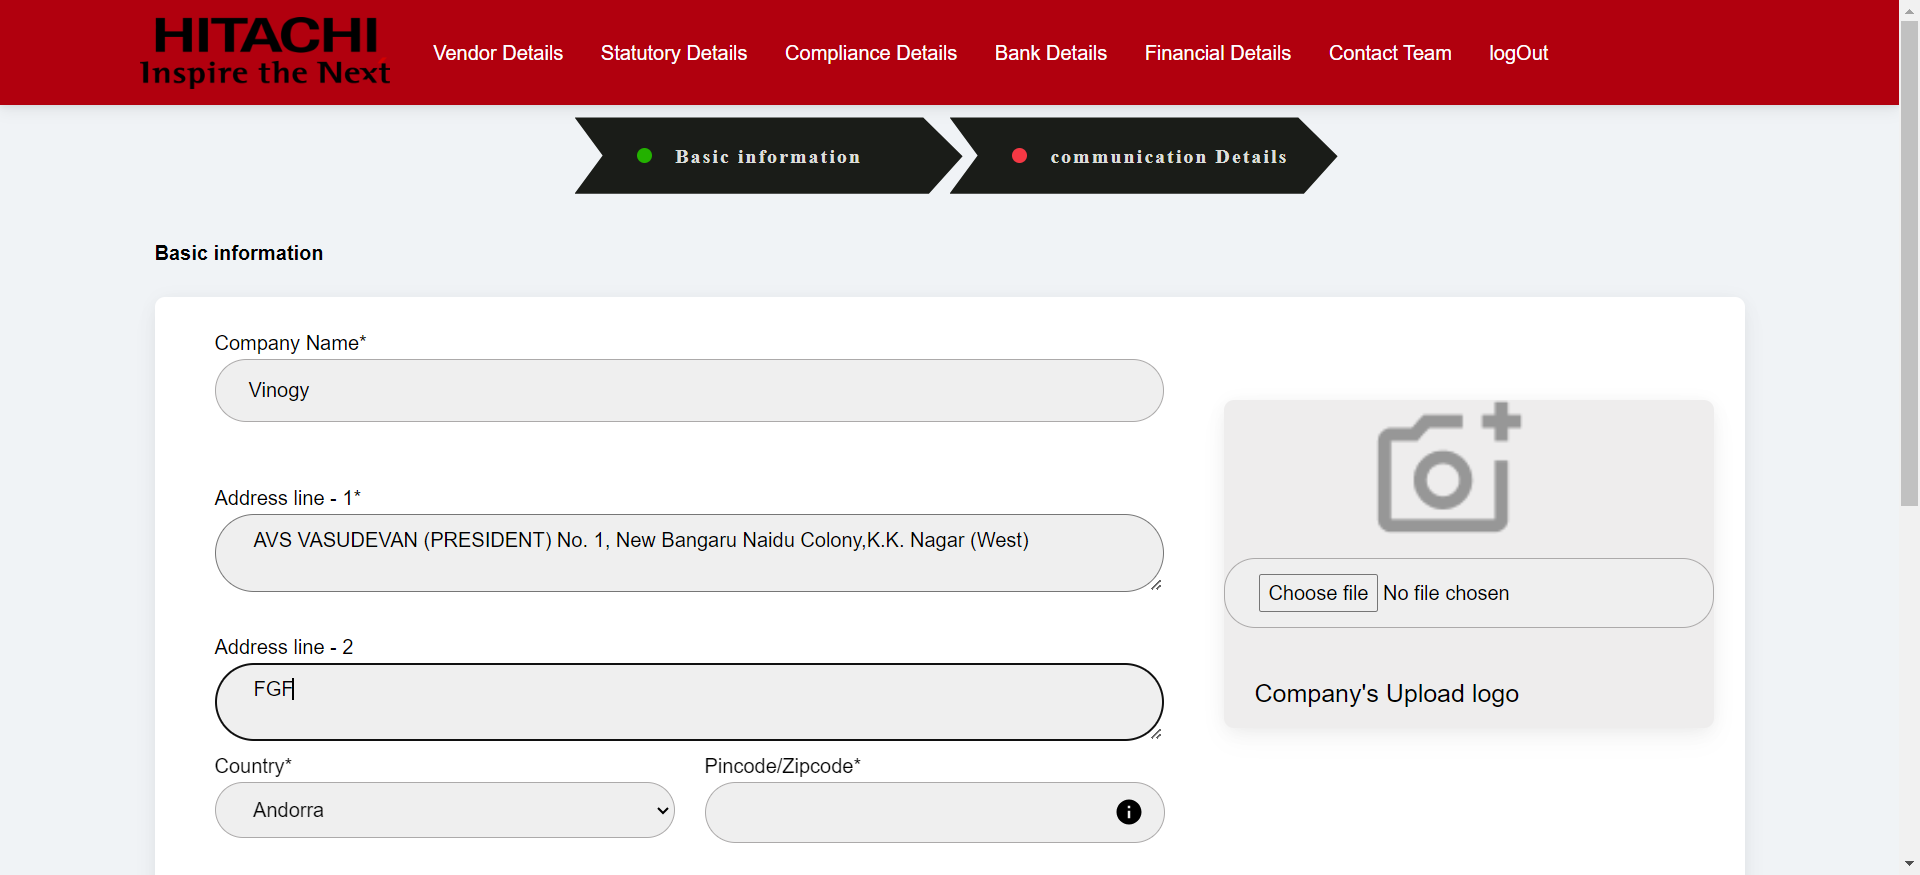 HITACHI
Inspire the Next
Vendor Details Statutory Details Compliance Details Bank Details Financial Details Contact Team logOut
Basic information communication Details
Basic information
Company Name*
Vinogy
Address line - 1*
AVS VASUDEVAN (PRESIDENT) No. 1, New Bangaru Naidu Colony,K.K. Nagar (West)
Choose file No file chosen
Address line - 2
FGF
Company's Upload logo
Country* Pincode/Zipcode*
Andorra